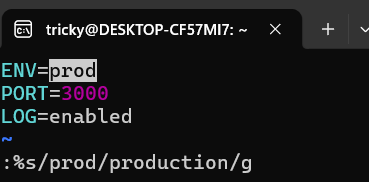 tricky@DESKTOP-CF57MI7: ~
ENV=prod
PORT=3000
LOG=enabled
~
:%s/prod/production/g